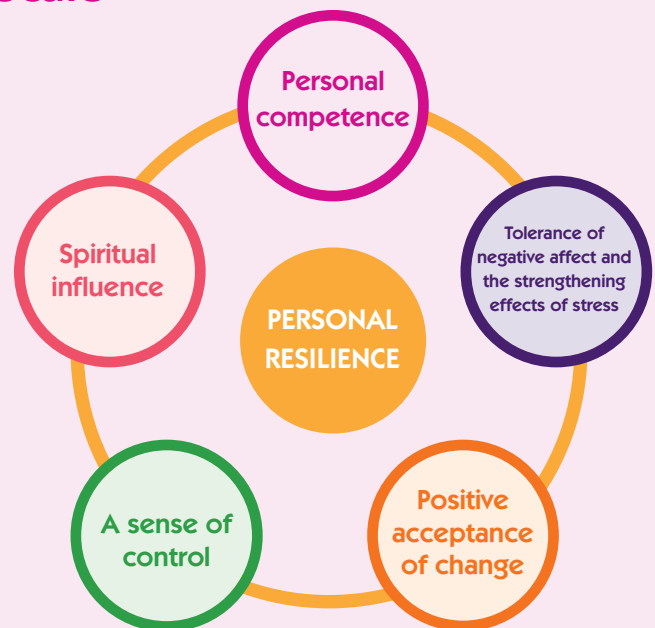 Personal
competence
Tolerance of
negative affect and
the strengthening
effects of stress
Spiritual
influence
PERSONAL
RESILIENCE
Positive
acceptance
of change
A sense of
control